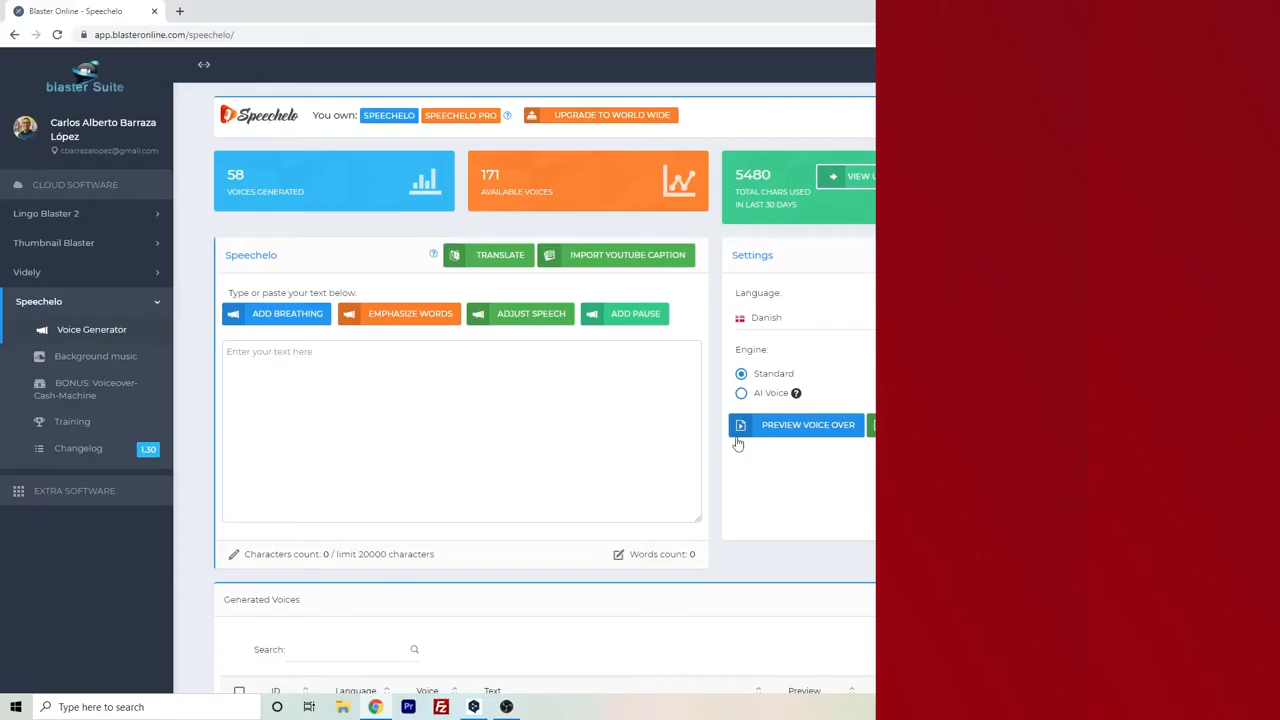 Blaster Online - Speechelo
app.blasteronline.com/speechelo/
blaster Suite
Carlos Alberto Barraza
López
cbarrazalopez@gmail.com
CLOUD SOFTWARE
Lingo Blaster 2
Thumbnail Blaster
Videly
Speechelo
Voice Generator
Background music
BONUS: Voiceover-
Cash-Machine
Training
Changelog 1.30
EXTRA SOFTWARE
Speechelo You own: SPEECHELO SPEECHELO PRO UPGRADE TO WORLD WIDE
58
VOICES GENERATED
171
AVAILABLE VOICES
5480
TOTAL CHARS USED
IN LAST 30 DAYS
VIEW
Speechelo TRANSLATE IMPORT YOUTUBE CAPTION
Type or paste your text below.
ADD BREATHING EMPHASIZE WORDS ADJUST SPEECH ADD PAUSE
Enter your text here
Characters count: 0 / limit 20000 characters Words count: 0
Settings
Language:
Danish
Engine:
Standard
AI Voice
PREVIEW VOICE OVER
Generated Voices
Search:
ID Language Voice Text Preview
Type here to search
Pr